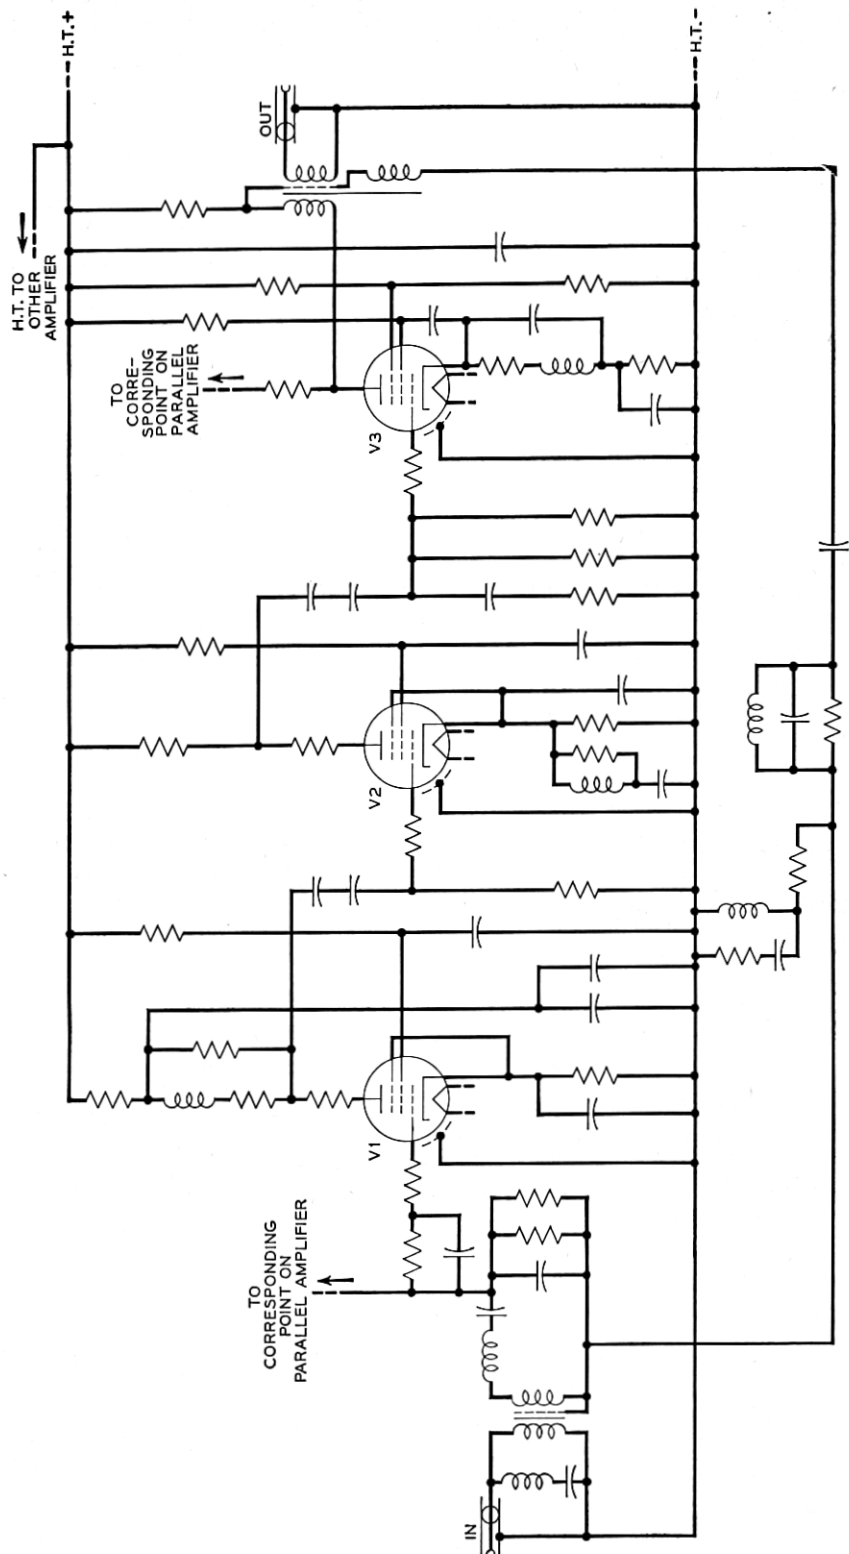 H.T.+
H.T.-
OUT
H.T. TO
OTHER
AMPLIFIER
TO
CORRE-
SPONDING
POINT ON
PARALLEL
AMPLIFIER
V3
V2
V1
TO
CORRESPONDING
POINT ON
PARALLEL AMPLIFIER
IN